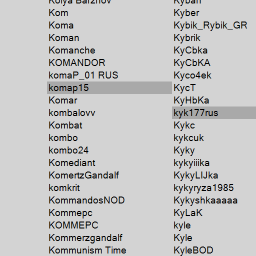 Kolya Barzhov
Kom
Koma
Koman
Komanche
KOMANDOR
komaP_01 RUS
komap15
Komar
kombalovv
Kombat
kombo
kombo24
Komediant
KomertzGandalf
komkrit
KommandosNOD
Kommepc
KOMMEPC
Kommerzgandalf
Kommunism Time
Kyban
Kyber
Kybik_Rybik_GR
Kybrik
KyCbka
KyCbKA
Kyco4ek
KycT
KyHbKa
kyk177rus
Kykc
kykcuk
Kyky
kykyiiika
KykyLIJka
kykyryza1985
Kykyshkaaaaa
KyLaK
kyle
Kyle
KyleBOD